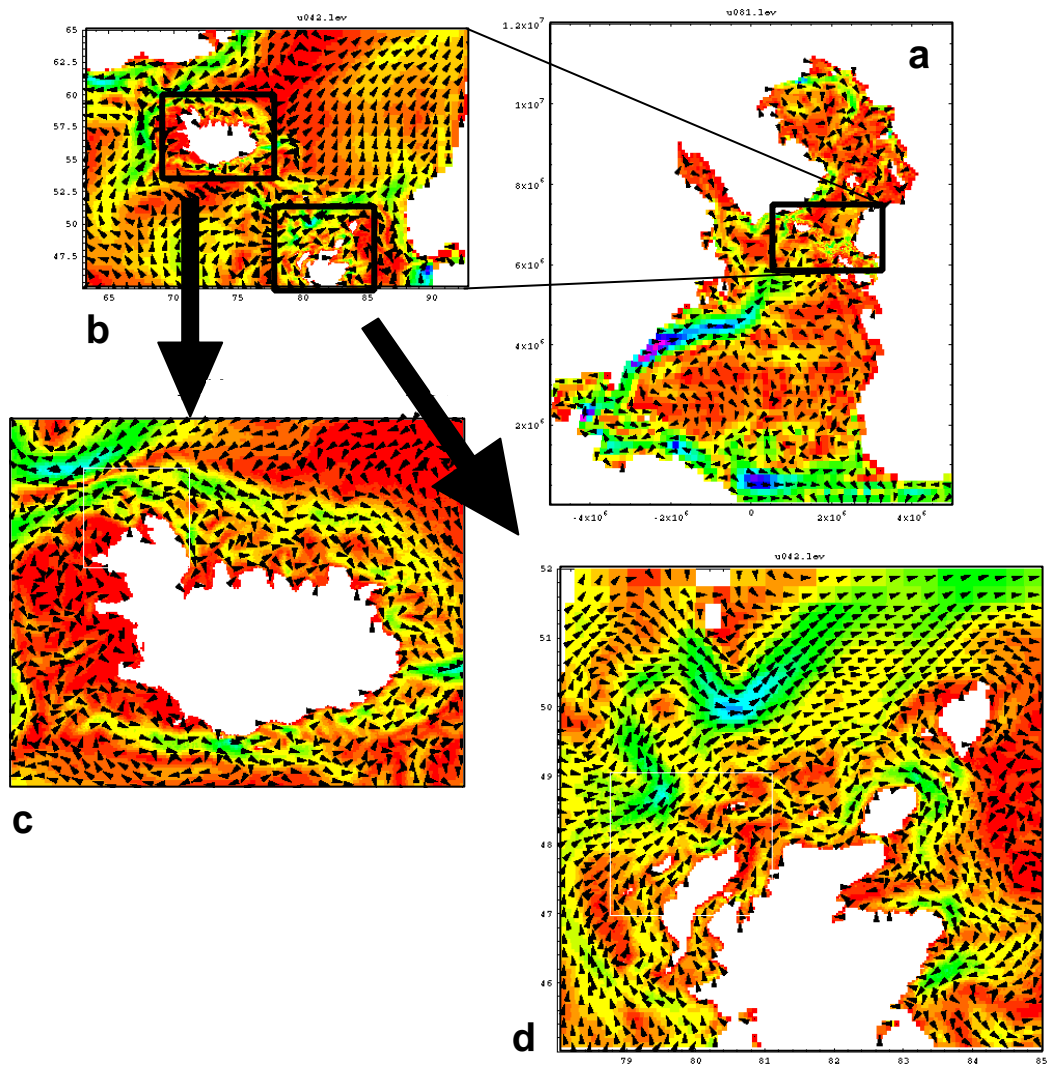 u042.lev
65
62.5
60
57.5
55
52.5
50
47.5
65 70 75 80 85 90
b
u081.lev
1.2x10⁷
1x10⁷
8x10⁶
6x10⁶
4x10⁶
2x10⁶
-4x10⁶ -2x10⁶ 0 2x10⁶ 4x10⁶
a
c
u042.lev
52
51
50
49
48
47
46
79 80 81 82 83 84 85
d